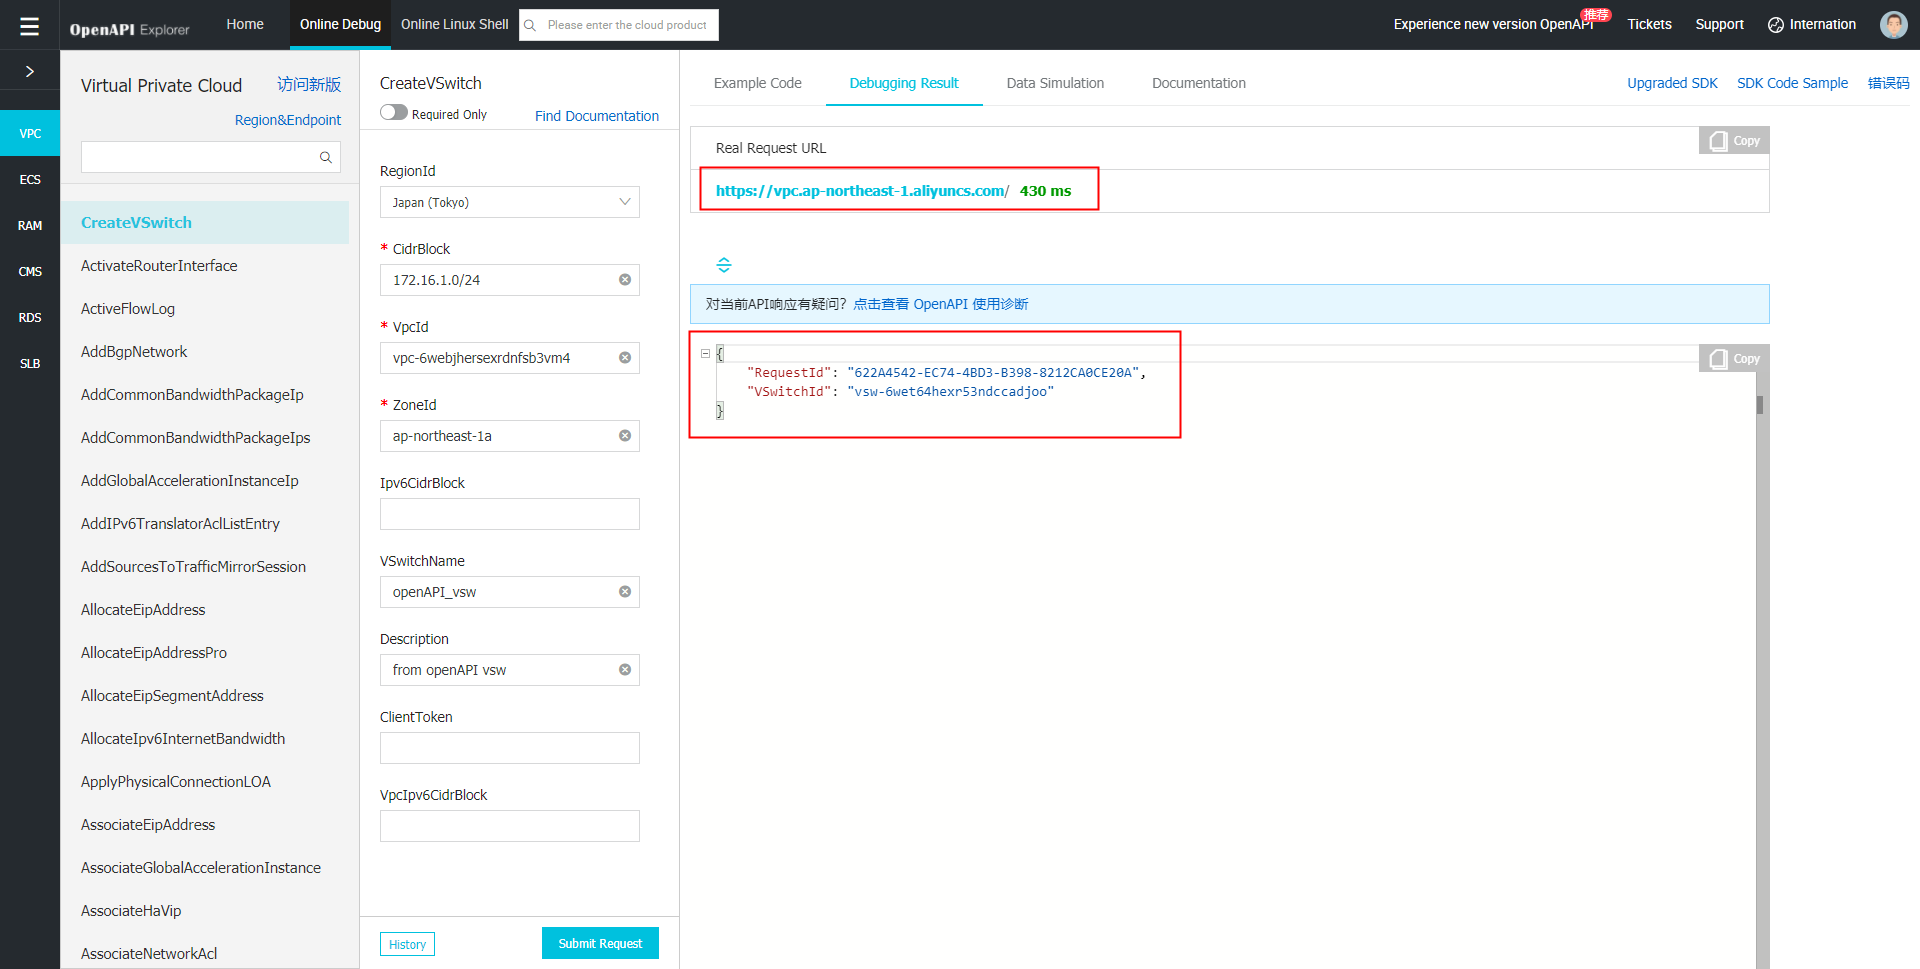 OpenAPI Explorer
Home
Online Debug
Online Linux Shell
Please enter the cloud product
Experience new version OpenAPI
推荐
Tickets
Support
Internation
VPC
ECS
RAM
CMS
RDS
SLB
Virtual Private Cloud
访问新版
Region&Endpoint
CreateVSwitch
ActivateRouterInterface
ActiveFlowLog
AddBgpNetwork
AddCommonBandwidthPackageIp
AddCommonBandwidthPackageIps
AddGlobalAccelerationInstanceIp
AddIPv6TranslatorAclListEntry
AddSourcesToTrafficMirrorSession
AllocateEipAddress
AllocateEipAddressPro
AllocateEipSegmentAddress
AllocateIpv6InternetBandwidth
ApplyPhysicalConnectionLOA
AssociateEipAddress
AssociateGlobalAccelerationInstance
AssociateHaVip
AssociateNetworkAcl
CreateVSwitch
Required Only
Find Documentation
RegionId
Japan (Tokyo)
* CidrBlock
172.16.1.0/24
* VpcId
vpc-6webjhersexrdnfsb3vm4
* ZoneId
ap-northeast-1a
Ipv6CidrBlock
VSwitchName
openAPI_vsw
Description
from openAPI vsw
ClientToken
VpcIpv6CidrBlock
History
Submit Request
Example Code
Debugging Result
Data Simulation
Documentation
Upgraded SDK
SDK Code Sample
错误码
Real Request URL
Copy
https://vpc.ap-northeast-1.aliyuncs.com/ 430 ms
对当前API响应有疑问？点击查看 OpenAPI 使用诊断
Copy
{
"RequestId": "622A4542-EC74-4BD3-B398-8212CA0CE20A",
"VSwitchId": "vsw-6wet64hexr53ndccadjoo"
}